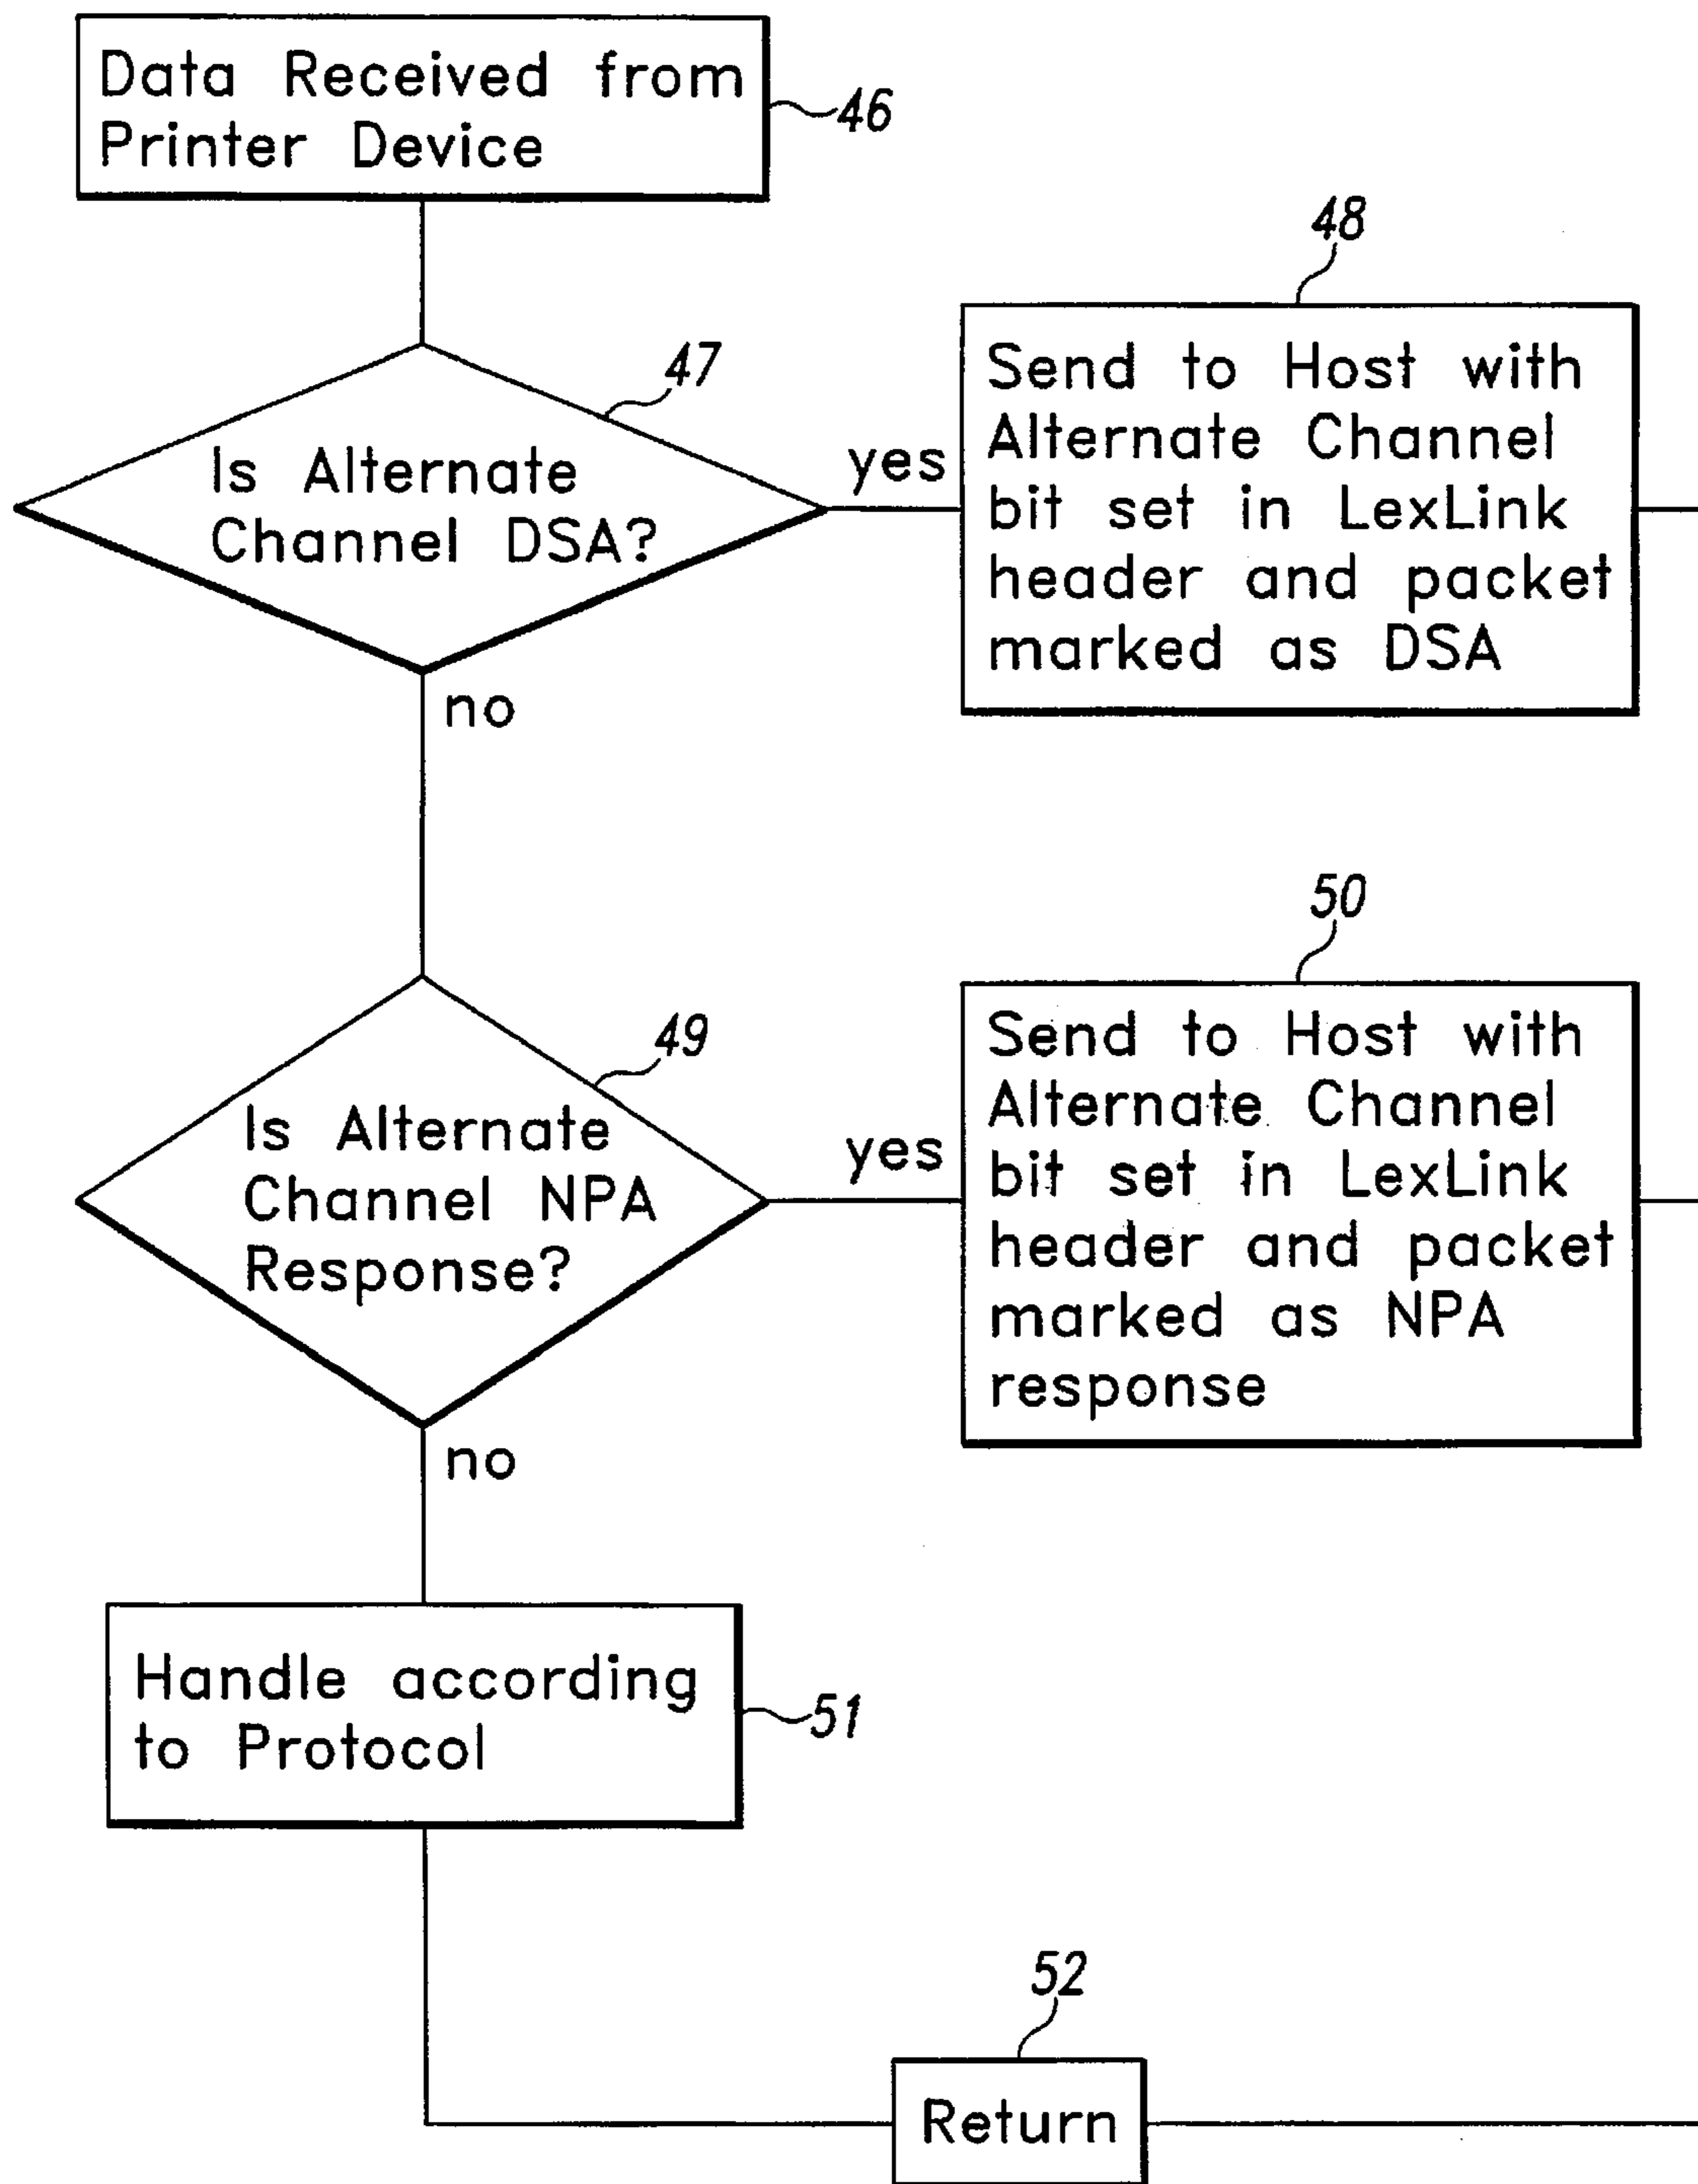 Data Received from
Printer Device
46
47
Is Alternate
Channel DSA?
yes
48
Send to Host with
Alternate Channel
bit set in LexLink
header and packet
marked as DSA
no
49
Is Alternate
Channel NPA
Response?
yes
50
Send to Host with
Alternate Channel
bit set in LexLink
header and packet
marked as NPA
response
no
Handle according
to Protocol
51
52
Return